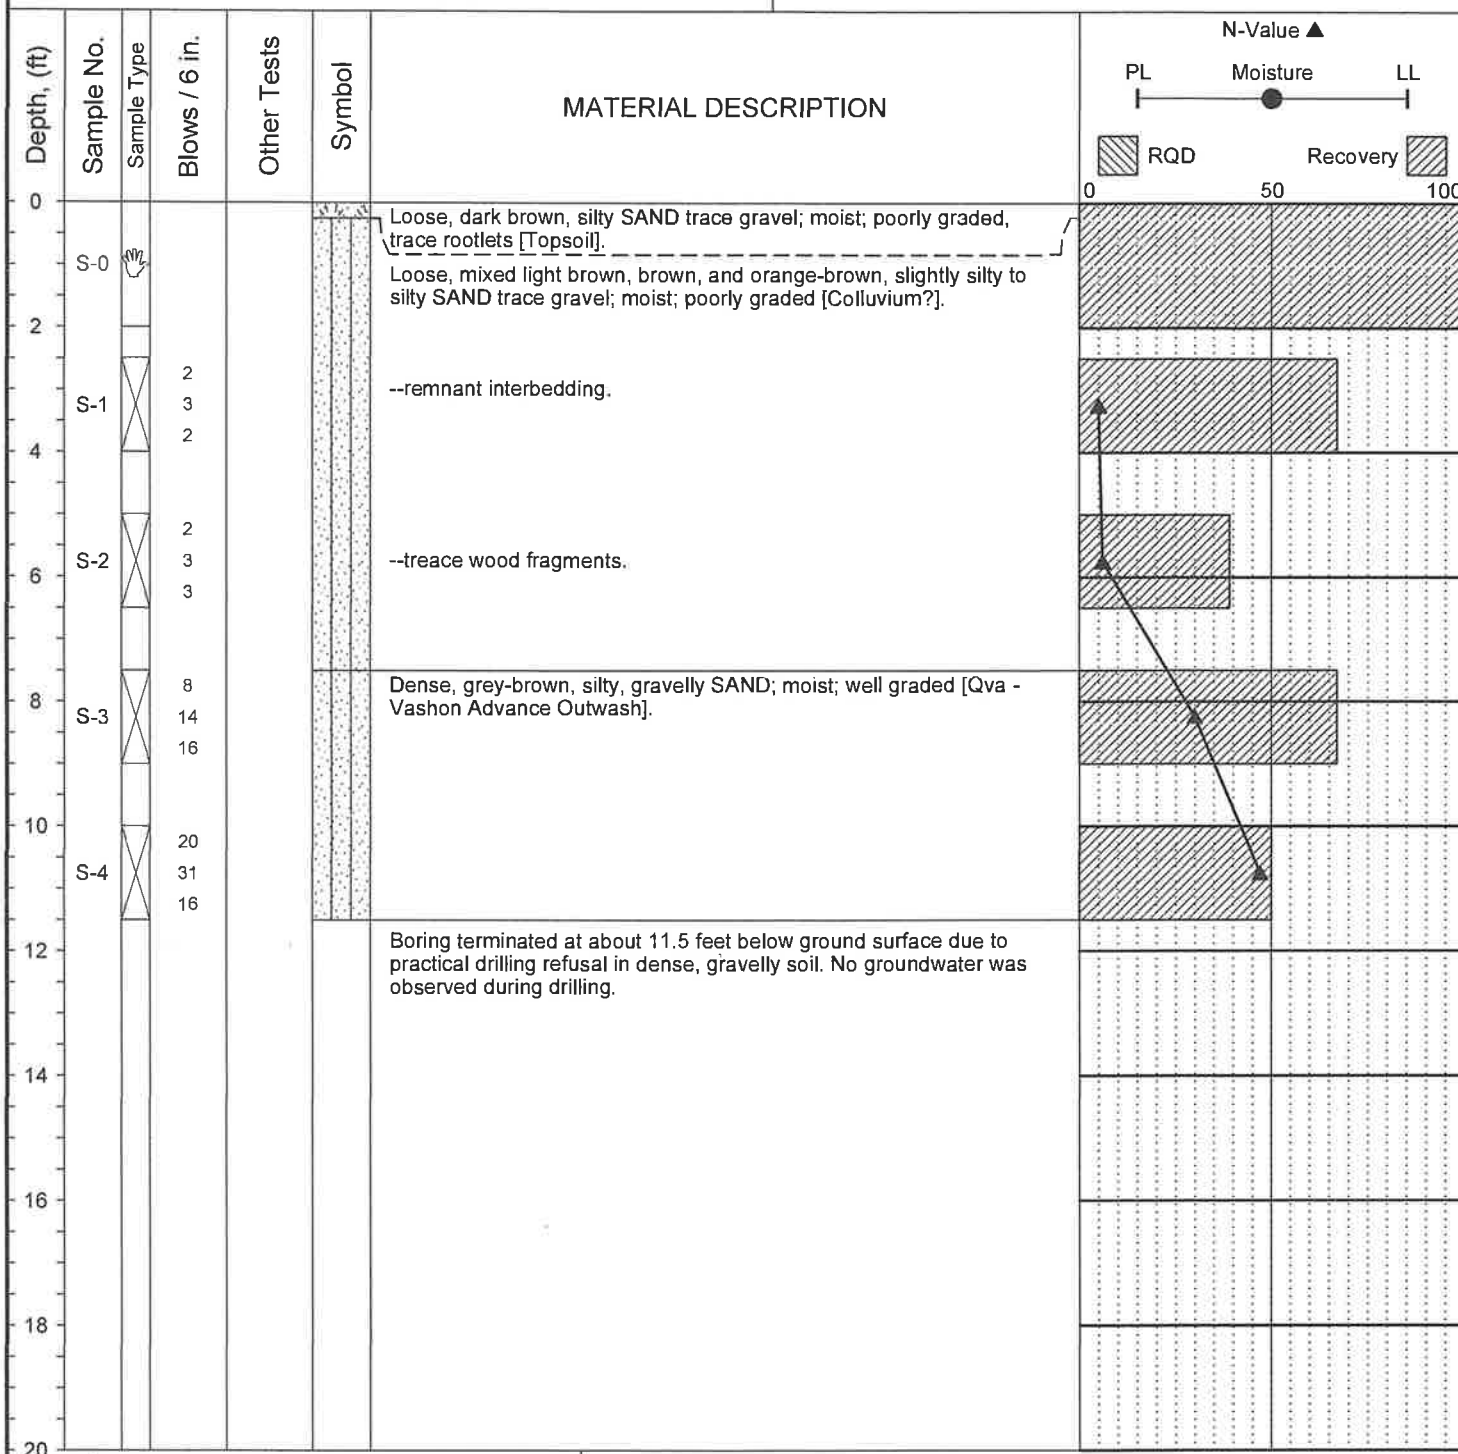 Depth, (ft)
Sample No.
Sample Type
Blows / 6 in.
Other Tests
Symbol
MATERIAL DESCRIPTION
N-Value ▲
PL Moisture LL
RQD Recovery
0 50 100
0
Loose, dark brown, silty SAND trace gravel; moist; poorly graded,
trace rootlets [Topsoil].
S-0
Loose, mixed light brown, brown, and orange-brown, slightly silty to
silty SAND trace gravel; moist; poorly graded [Colluvium?].
2
2
S-1 3
2
--remnant interbedding.
4
2
S-2 3
3
--treace wood fragments.
6
8
S-3 14
16
Dense, grey-brown, silty, gravelly SAND; moist; well graded [Qva -
Vashon Advance Outwash].
8
10
20
S-4 31
16
Boring terminated at about 11.5 feet below ground surface due to
practical drilling refusal in dense, gravelly soil. No groundwater was
observed during drilling.
12
14
16
18
20